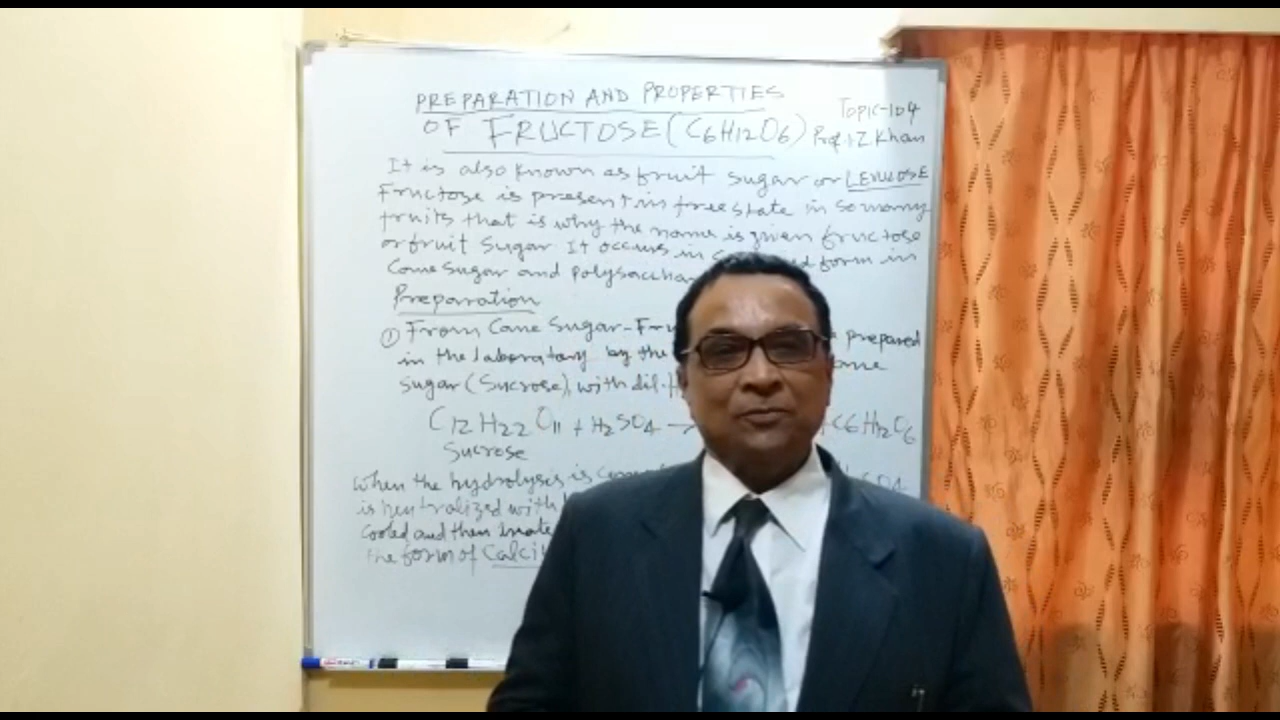 PREPARATION AND PROPERTIES
OF FRUCTOSE (C6H12O6)
TOPIC-104
Prof. I Z Khan
It is also known as fruit sugar or LEVULOSE
Fructose is present in free state in so many
fruits that is why the name is given fructose
or fruit sugar. It occurs in form in
Cane sugar and
Preparation
① From Cane Sugar- prepared
in the laboratory by the
sugar (Sucrose), with dil.
C12H22O11 + H2SO4 → + C6H12O6
Sucrose
When the hydrolysis is
is neutralized with
cooled and then
the form of